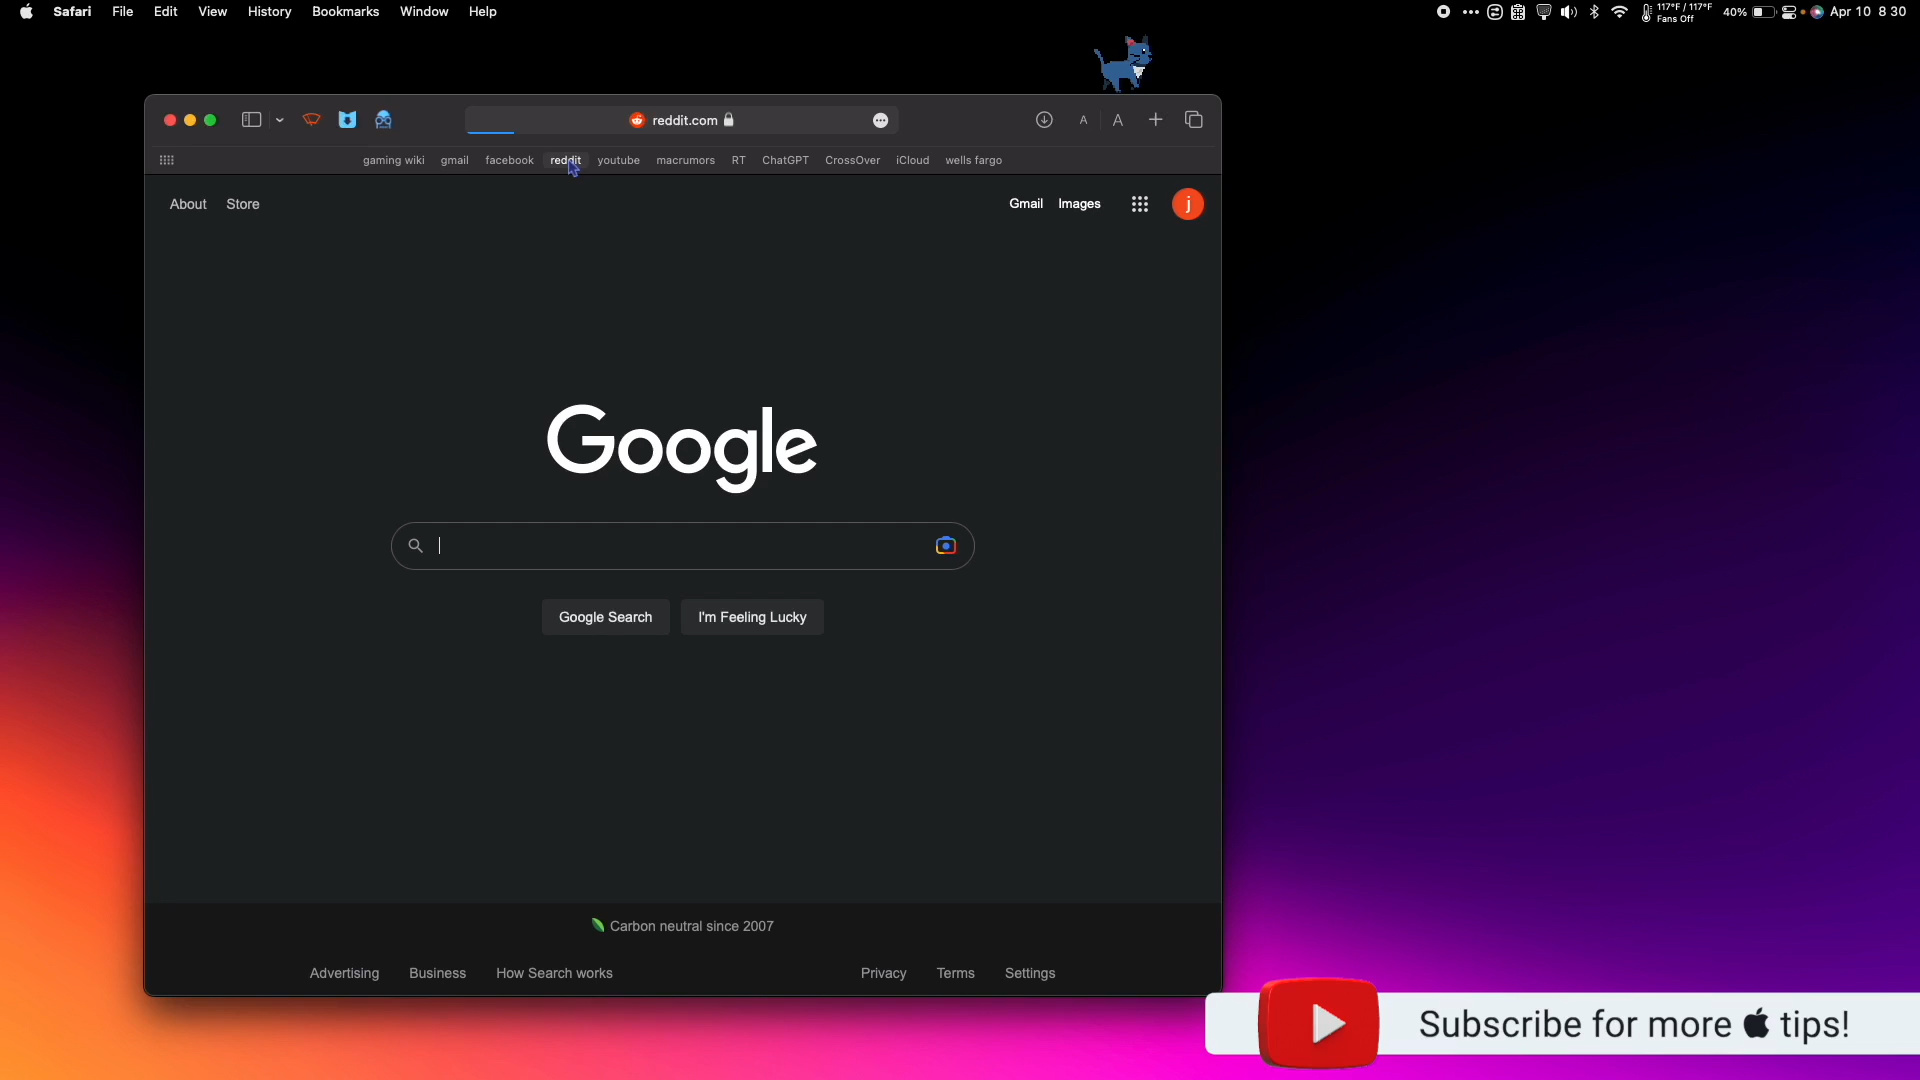 Safari File Edit View History Bookmarks Window Help
117°F / 117°F
Fans Off
40% Apr 10 8 30
reddit.com
A A
gaming wiki gmail facebook reddit youtube macrumors RT ChatGPT CrossOver iCloud wells fargo
About Store Gmail Images j
Google
Google Search I'm Feeling Lucky
Carbon neutral since 2007
Advertising Business How Search works Privacy Terms Settings
Subscribe for more tips!